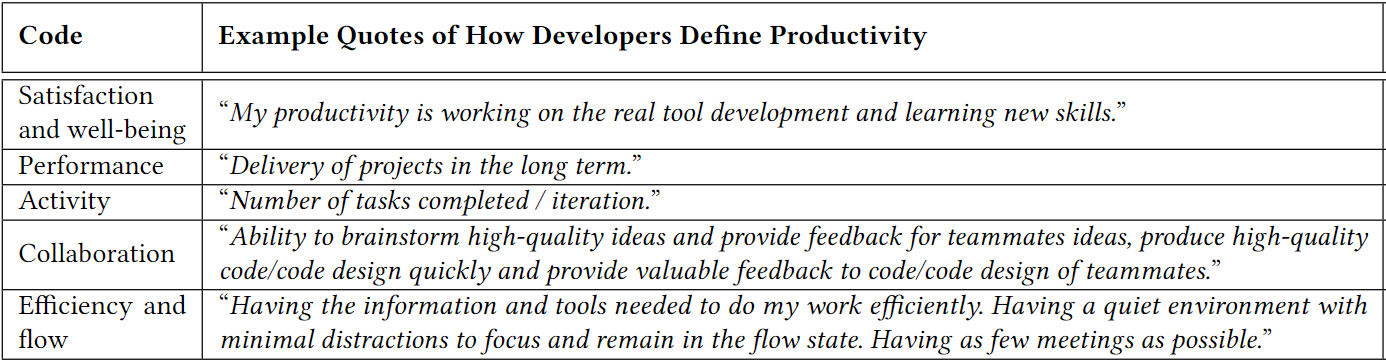 Code Example Quotes of How Developers Define Productivity
Satisfaction
and well-being
“My productivity is working on the real tool development and learning new skills.”
Performance “Delivery of projects in the long term.”
Activity “Number of tasks completed / iteration.”
Collaboration
“Ability to brainstorm high-quality ideas and provide feedback for teammates ideas, produce high-quality
code/code design quickly and provide valuable feedback to code/code design of teammates.”
Efficiency and
flow
“Having the information and tools needed to do my work efficiently. Having a quiet environment with
minimal distractions to focus and remain in the flow state. Having as few meetings as possible.”